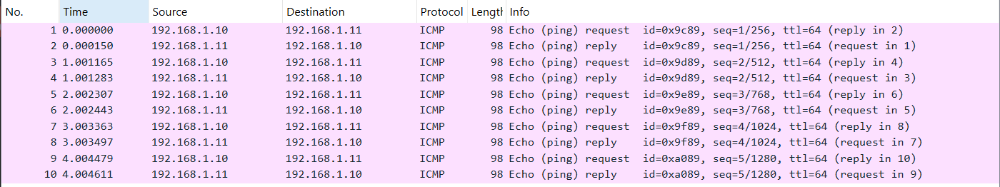 No. Time Source Destination Protocol Length Info
1 0.000000 192.168.1.10 192.168.1.11 ICMP 98 Echo (ping) request id=0x9c89, seq=1/256, ttl=64 (reply in 2)
2 0.000150 192.168.1.11 192.168.1.10 ICMP 98 Echo (ping) reply id=0x9c89, seq=1/256, ttl=64 (request in 1)
3 1.001165 192.168.1.10 192.168.1.11 ICMP 98 Echo (ping) request id=0x9d89, seq=2/512, ttl=64 (reply in 4)
4 1.001283 192.168.1.11 192.168.1.10 ICMP 98 Echo (ping) reply id=0x9d89, seq=2/512, ttl=64 (request in 3)
5 2.002307 192.168.1.10 192.168.1.11 ICMP 98 Echo (ping) request id=0x9e89, seq=3/768, ttl=64 (reply in 6)
6 2.002443 192.168.1.11 192.168.1.10 ICMP 98 Echo (ping) reply id=0x9e89, seq=3/768, ttl=64 (request in 5)
7 3.003363 192.168.1.10 192.168.1.11 ICMP 98 Echo (ping) request id=0x9f89, seq=4/1024, ttl=64 (reply in 8)
8 3.003497 192.168.1.11 192.168.1.10 ICMP 98 Echo (ping) reply id=0x9f89, seq=4/1024, ttl=64 (request in 7)
9 4.004479 192.168.1.10 192.168.1.11 ICMP 98 Echo (ping) request id=0xa089, seq=5/1280, ttl=64 (reply in 10)
10 4.004611 192.168.1.11 192.168.1.10 ICMP 98 Echo (ping) reply id=0xa089, seq=5/1280, ttl=64 (request in 9)